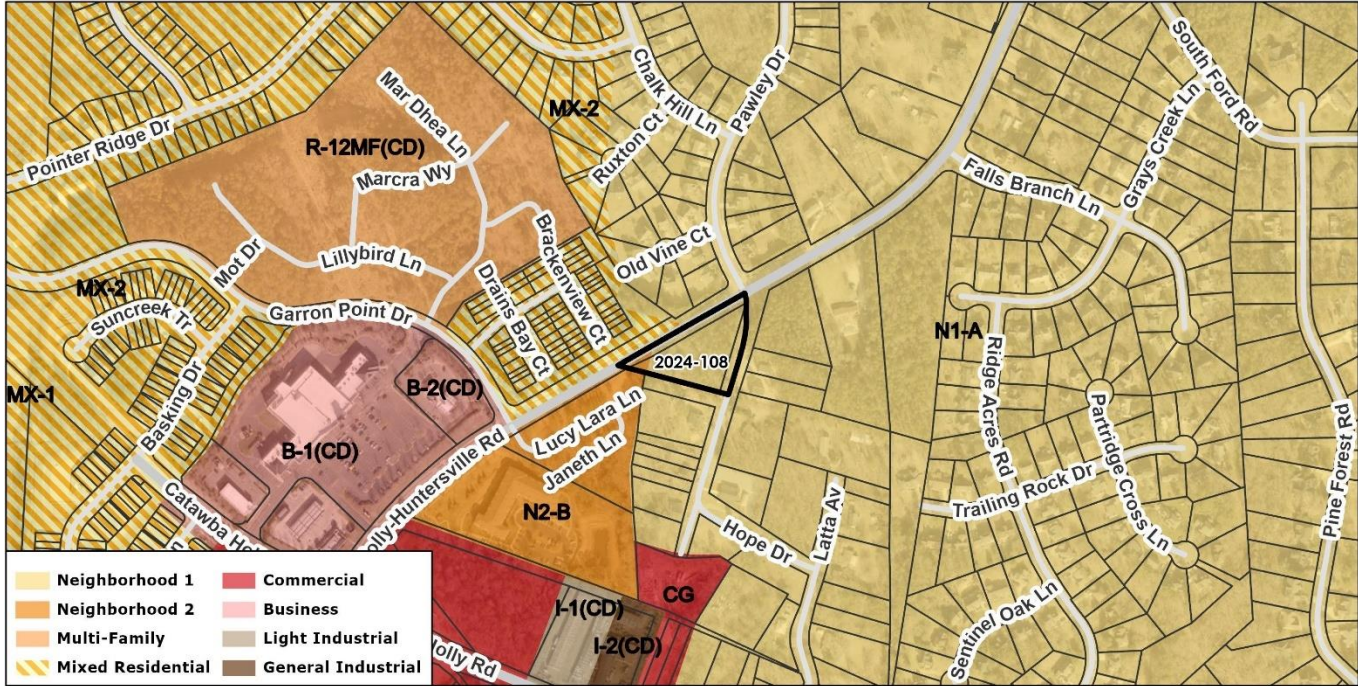 Pointer Ridge Dr
R-12MF(CD)
Mar Dhea Ln
Marcra Wy
MX-2
Ruxton Ct
Chalk Hill Ln
Pawley Dr
South Ford Rd
Grays Creek Ln
Falls Branch Ln
Mot Dr
Lillybird Ln
Brackenview Ct
Drains Bay Ct
Old Vine Ct
MX-2
Suncreek Tr
Garron Point Dr
2024-108
N1-A
Ridge Acres Rd
Partridge Cross Ln
Pine Forest Rd
MX-1
Basking Dr
B-2(CD)
B-1(CD)
Lucy Lara Ln
Janeth Ln
olly-Huntersville Rd
N2-B
Catawba Ho
n
Trailing Rock Dr
Hope Dr
Latta Av
CG
I-1(CD)
I-2(CD)
Sentinel Oak Ln
Holly Rd
Neighborhood 1
Neighborhood 2
Multi-Family
Mixed Residential
Commercial
Business
Light Industrial
General Industrial